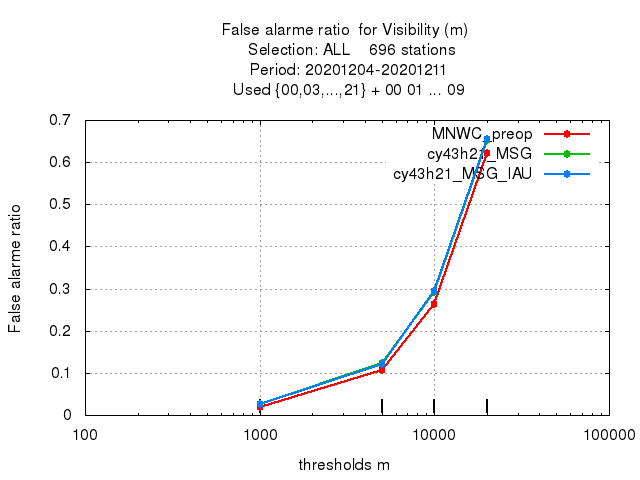 False alarme ratio  for Visibility (m)
Selection: ALL    696 stations
Period: 20201204-20201211
Used {00,03,...,21} + 00 01 ... 09
0.7
0.6
0.5
0.4
0.3
0.2
0.1
0
False alarme ratio
MNWC_preop
cy43h21_MSG
cy43h21_MSG_IAU
100
1000
10000
100000
thresholds m